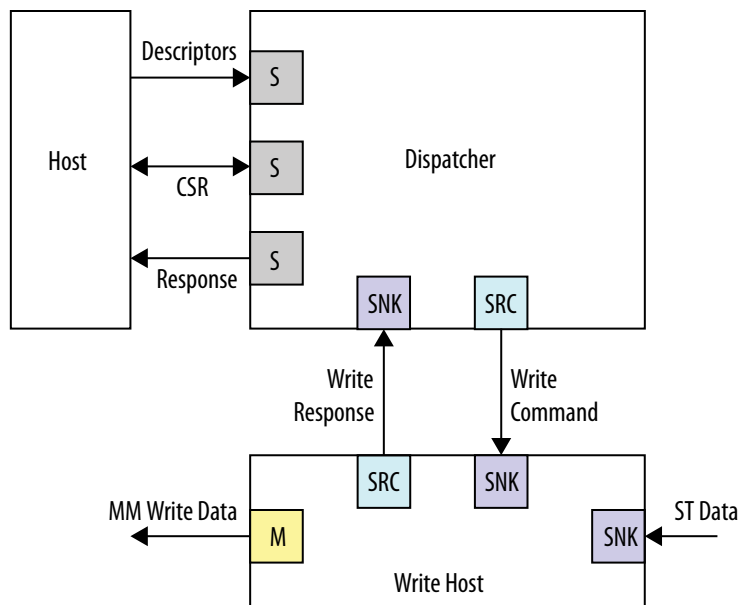 Descriptors
S
Host
S
Dispatcher
CSR
S
Response
SNK
SRC
Write
Response
Write
Command
SRC
SNK
MM Write Data
M
SNK
ST Data
Write Host